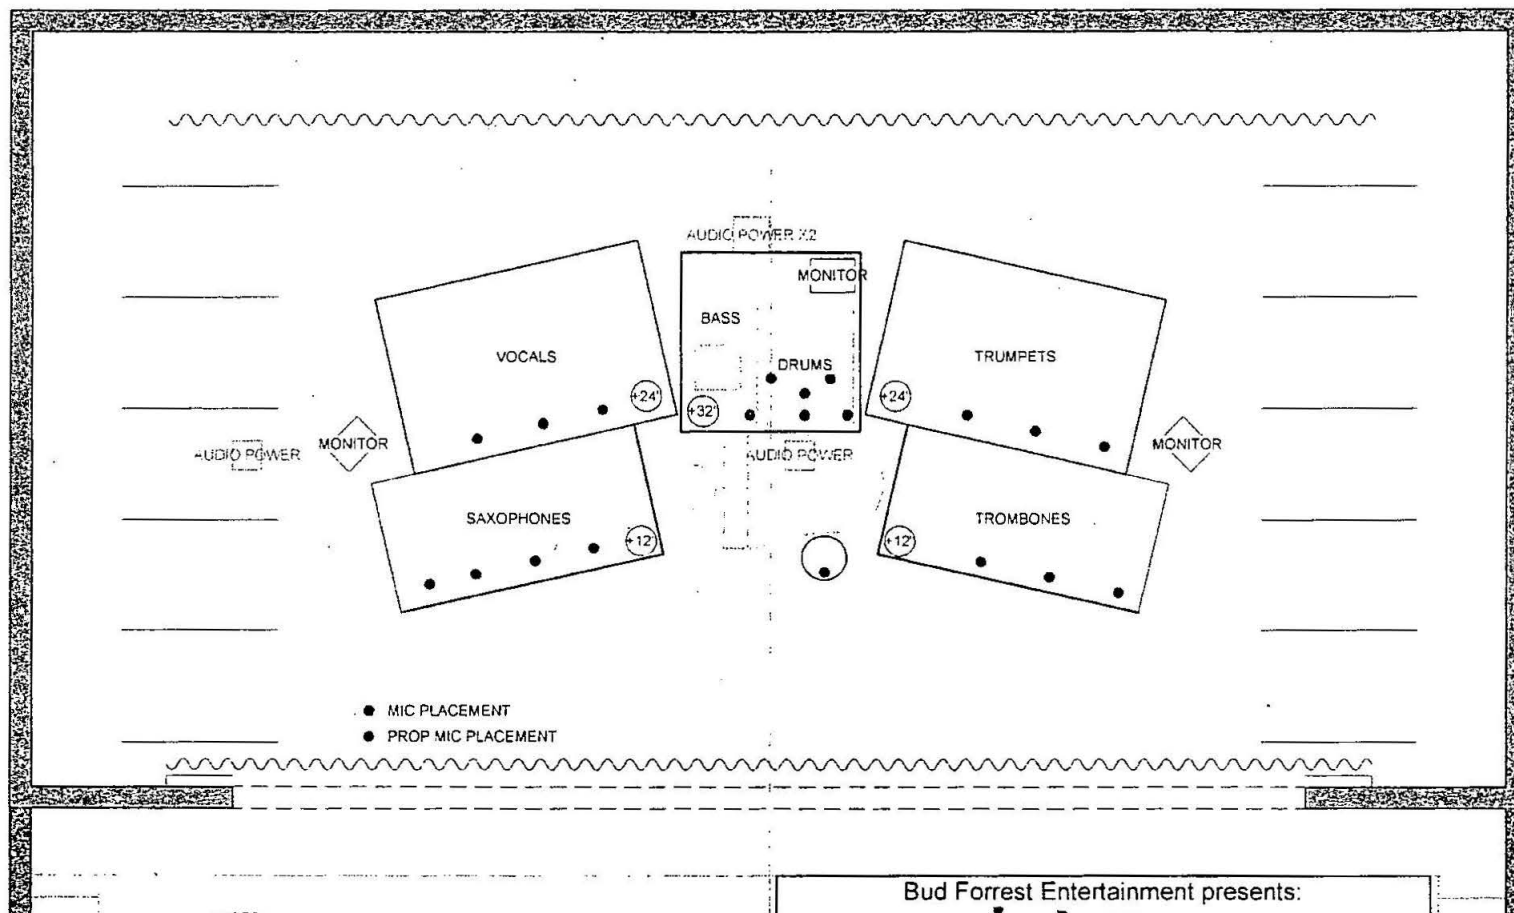 AUDIO POWER X2
MONITOR
BASS
VOCALS
DRUMS
TRUMPETS
+24'
+32'
+24'
AUDIO POWER
MONITOR
AUDIO POWER
MONITOR
SAXOPHONES
TROMBONES
+12'
+12'
MIC PLACEMENT
PROP MIC PLACEMENT
Bud Forrest Entertainment presents: